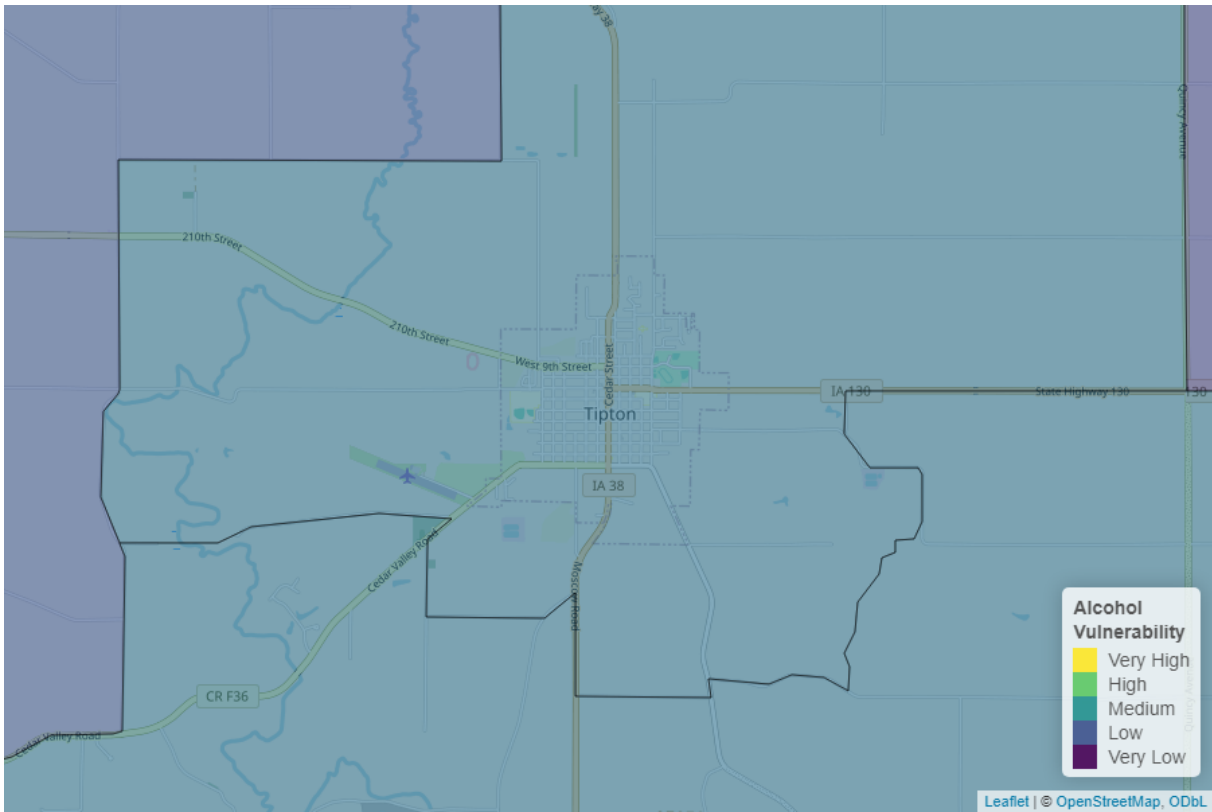 ay 38
Quincy Avenue
210th Street
210th Street
West 9th Street
Cedar Street
IA 130
State Highway 130
130
Tipton
IA 38
Cedar Valley Road
Moscow Road
CR F36
Cedar Valley Road
Alcohol
Vulnerability
Very High
High
Medium
Low
Very Low
Leaflet | © OpenStreetMap, ODbL